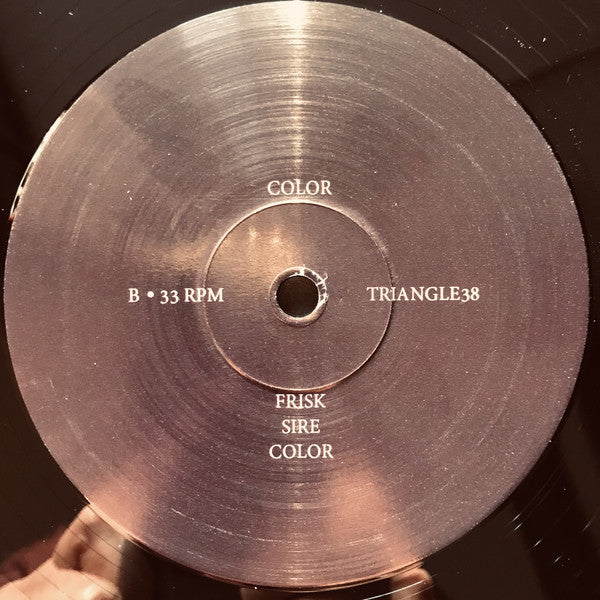 COLOR
B • 33 RPM
TRIANGLE38
FRISK
SIRE
COLOR